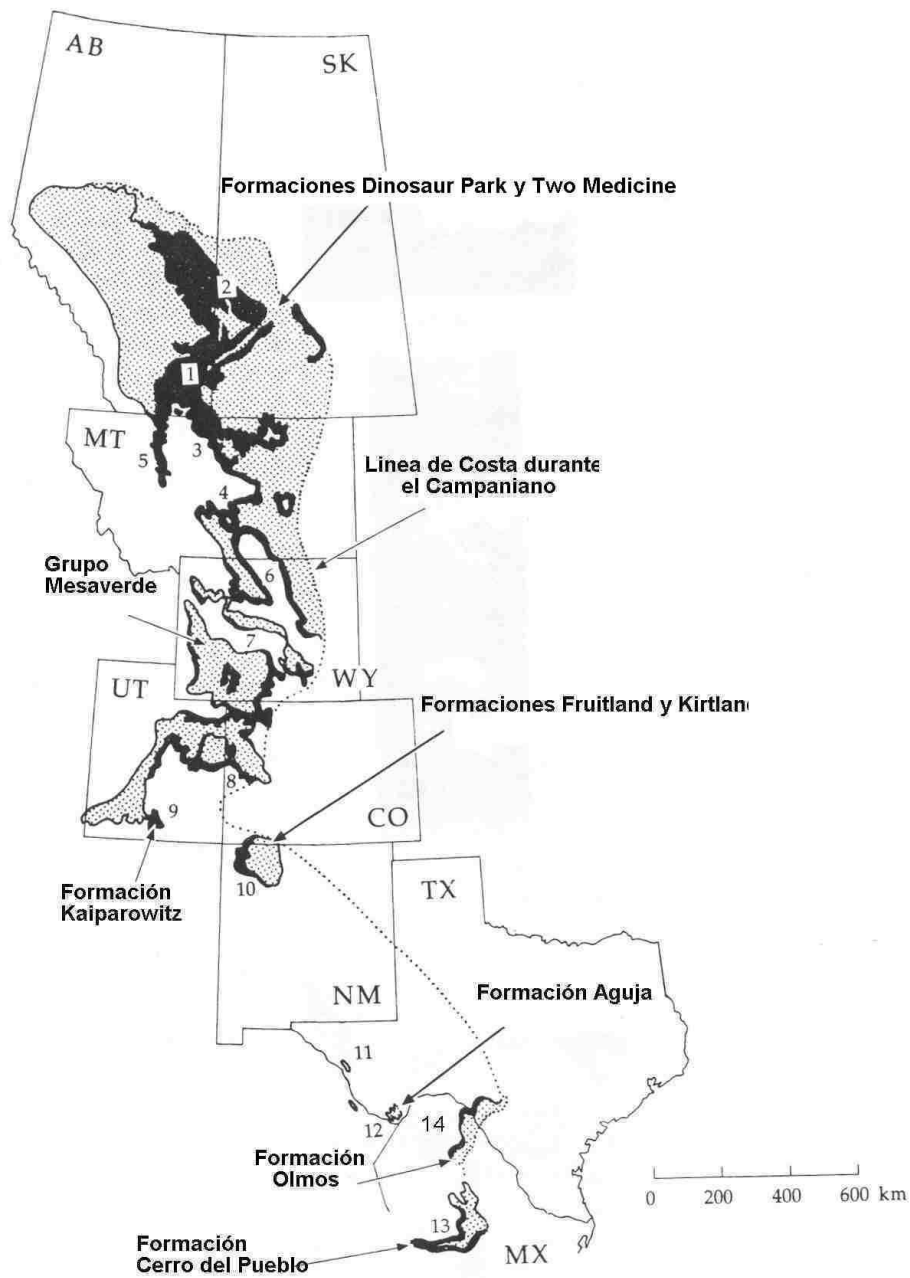 AB
SK
Formaciones Dinosaur Park y Two Medicine
2
1
MT
3
5
Linea de Costa durante
el Campaniano
4
Grupo
Mesaverde
6
7
UT
WY
Formaciones Fruitland y Kirtlan
8
9
CO
10
Formación
Kaiparowitz
TX
NM
Formación Aguja
11
12
14
Formación
Olmos
0 200 400 600 km
13
Formación
Cerro del Pueblo
MX